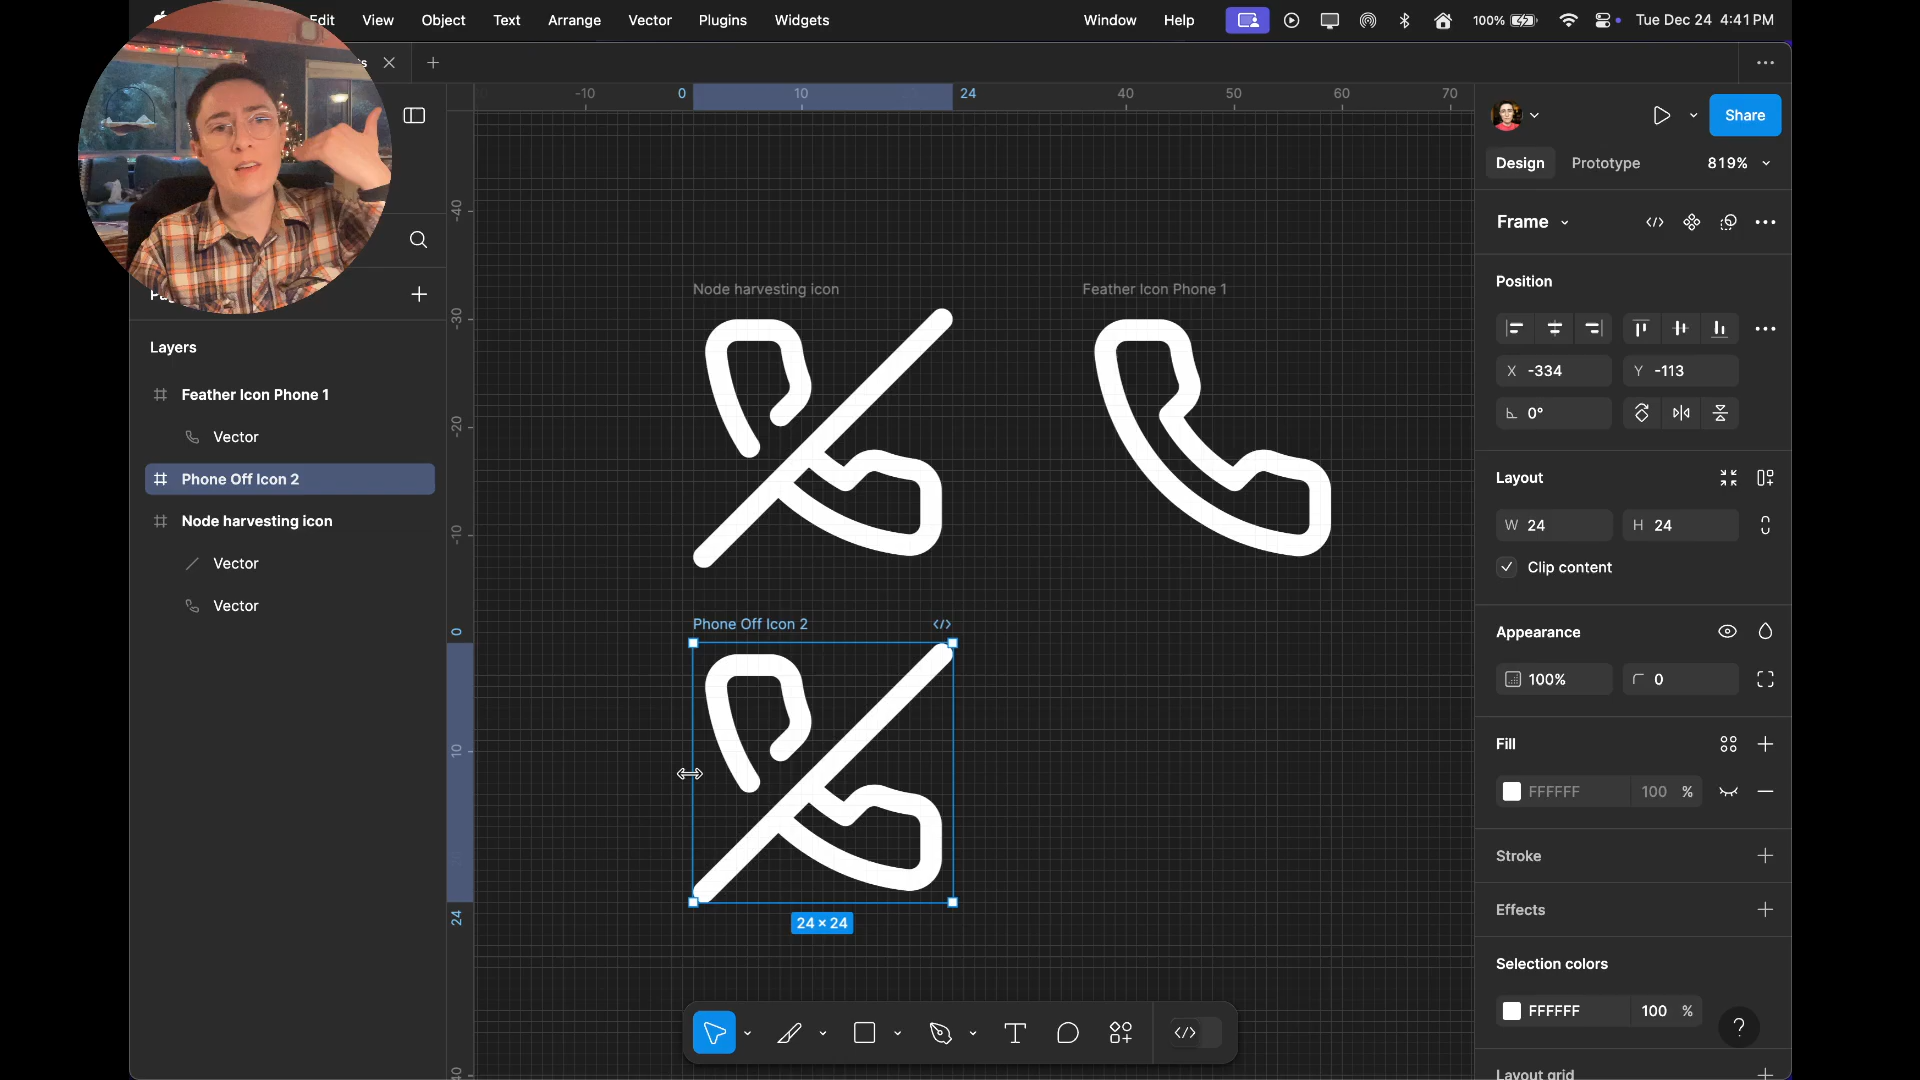 Edit View Object Text Arrange Vector Plugins Widgets Window Help 100% Tue Dec 24 4:41 PM
-10 0 10 24 40 50 60 70
Share
Design Prototype 819%
Frame
Layers
Feather Icon Phone 1
Vector
Phone Off Icon 2
Node harvesting icon
Vector
Vector
-40
-30
-20
-10
0
10
24
40
Node harvesting icon
Feather Icon Phone 1
Phone Off Icon 2
24 × 24
Position
X -334 Y -113
0°
Layout
W 24 H 24
Clip content
Appearance
100% 0
Fill
FFFFFF 100 %
Stroke
Effects
Selection colors
FFFFFF 100 %
?
Layout grid